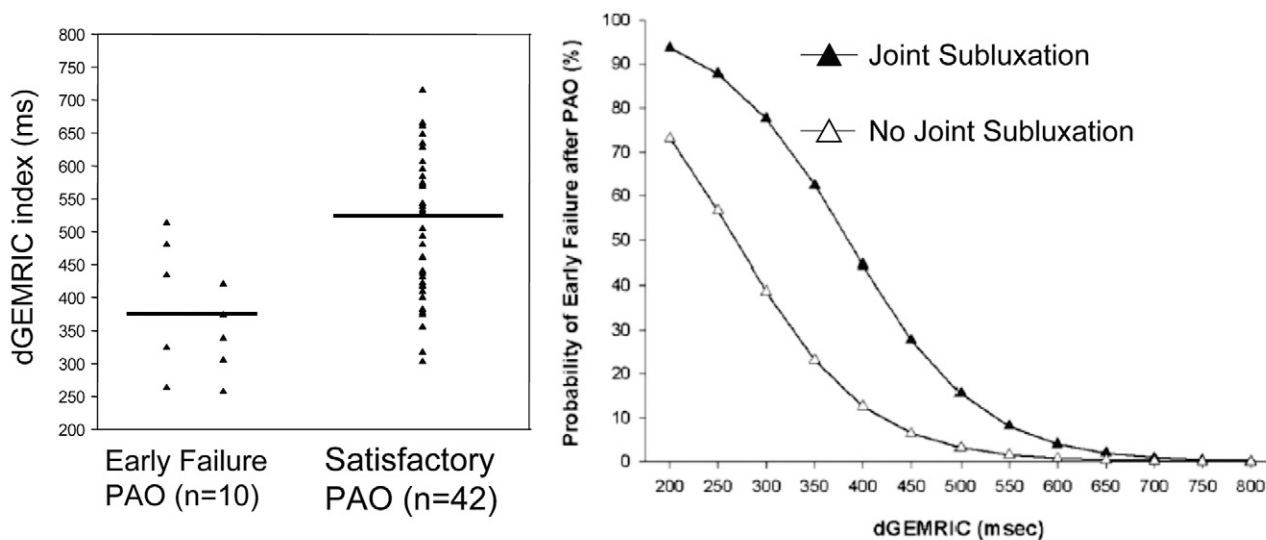 dGEMRIC index (ms)
800
750
700
650
600
550
500
450
400
350
300
250
200
Early Failure
PAO (n=10)
Satisfactory
PAO (n=42)
Probability of Early Failure after PAO (%)
100
90
80
70
60
50
40
30
20
10
0
Joint Subluxation
No Joint Subluxation
200 250 300 350 400 450 500 550 600 650 700 750 800
dGEMRIC (msec)